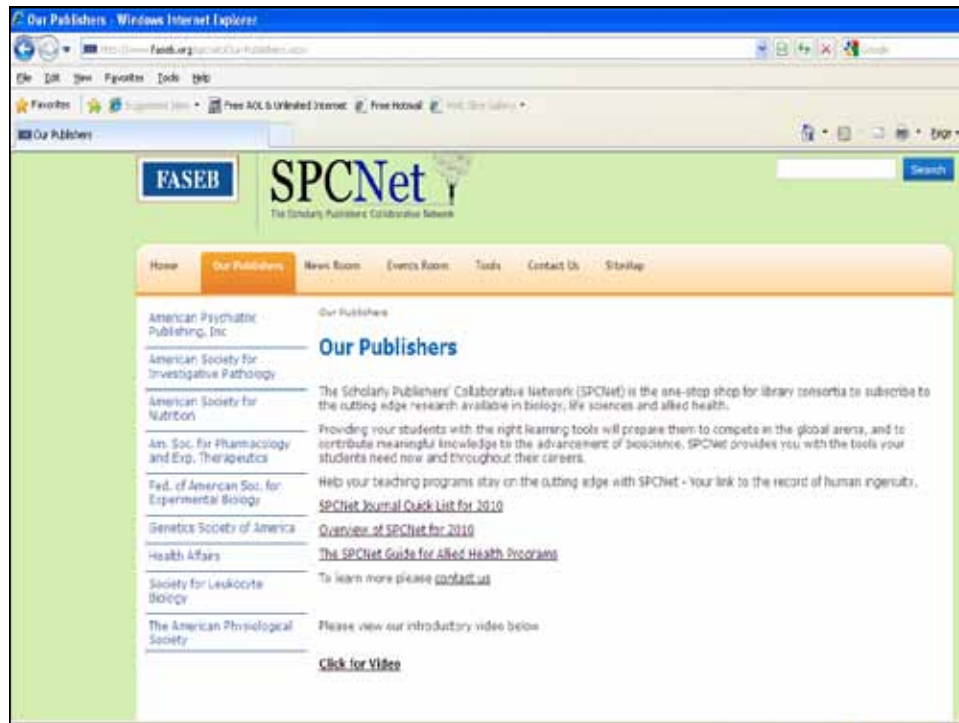 Our Publishers - Windows Internet Explorer
faseb.org
File Edit View Favorites Tools Help
Favorites Free AOL & Unlimited Internet Free Hotmail
Our Publishers Page
FASEB
SPCNet
The Scholarly Publishers' Collaborative Network
Search
Home Our Publishers News Room Events Room Tools Contact Us SiteMap
American Psychiatric
Publishing, Inc
American Society for
Investigative Pathology
American Society for
Nutrition
Am. Soc. for Pharmacology
and Exp. Therapeutics
Fed. of American Soc. for
Experimental Biology
Genetics Society of America
Health Affairs
Society for Leukocyte
Biology
The American Physiological
Society
Our Publishers
Our Publishers
The Scholarly Publishers' Collaborative Network (SPCNet) is the one-stop shop for library consortia to subscribe to
the cutting edge research available in biology, life sciences and allied health.
Providing your students with the right learning tools will prepare them to compete in the global arena, and to
contribute meaningful knowledge to the advancement of bioscience. SPCNet provides you with the tools your
students need now and throughout their careers.
Help your teaching programs stay on the cutting edge with SPCNet - Your link to the record of human ingenuity.
SPCNet Journal Quick List for 2010
Overview of SPCNet for 2010
The SPCNet Guide for Allied Health Programs
To learn more please contact us
Please view our introductory video below
Click for Video